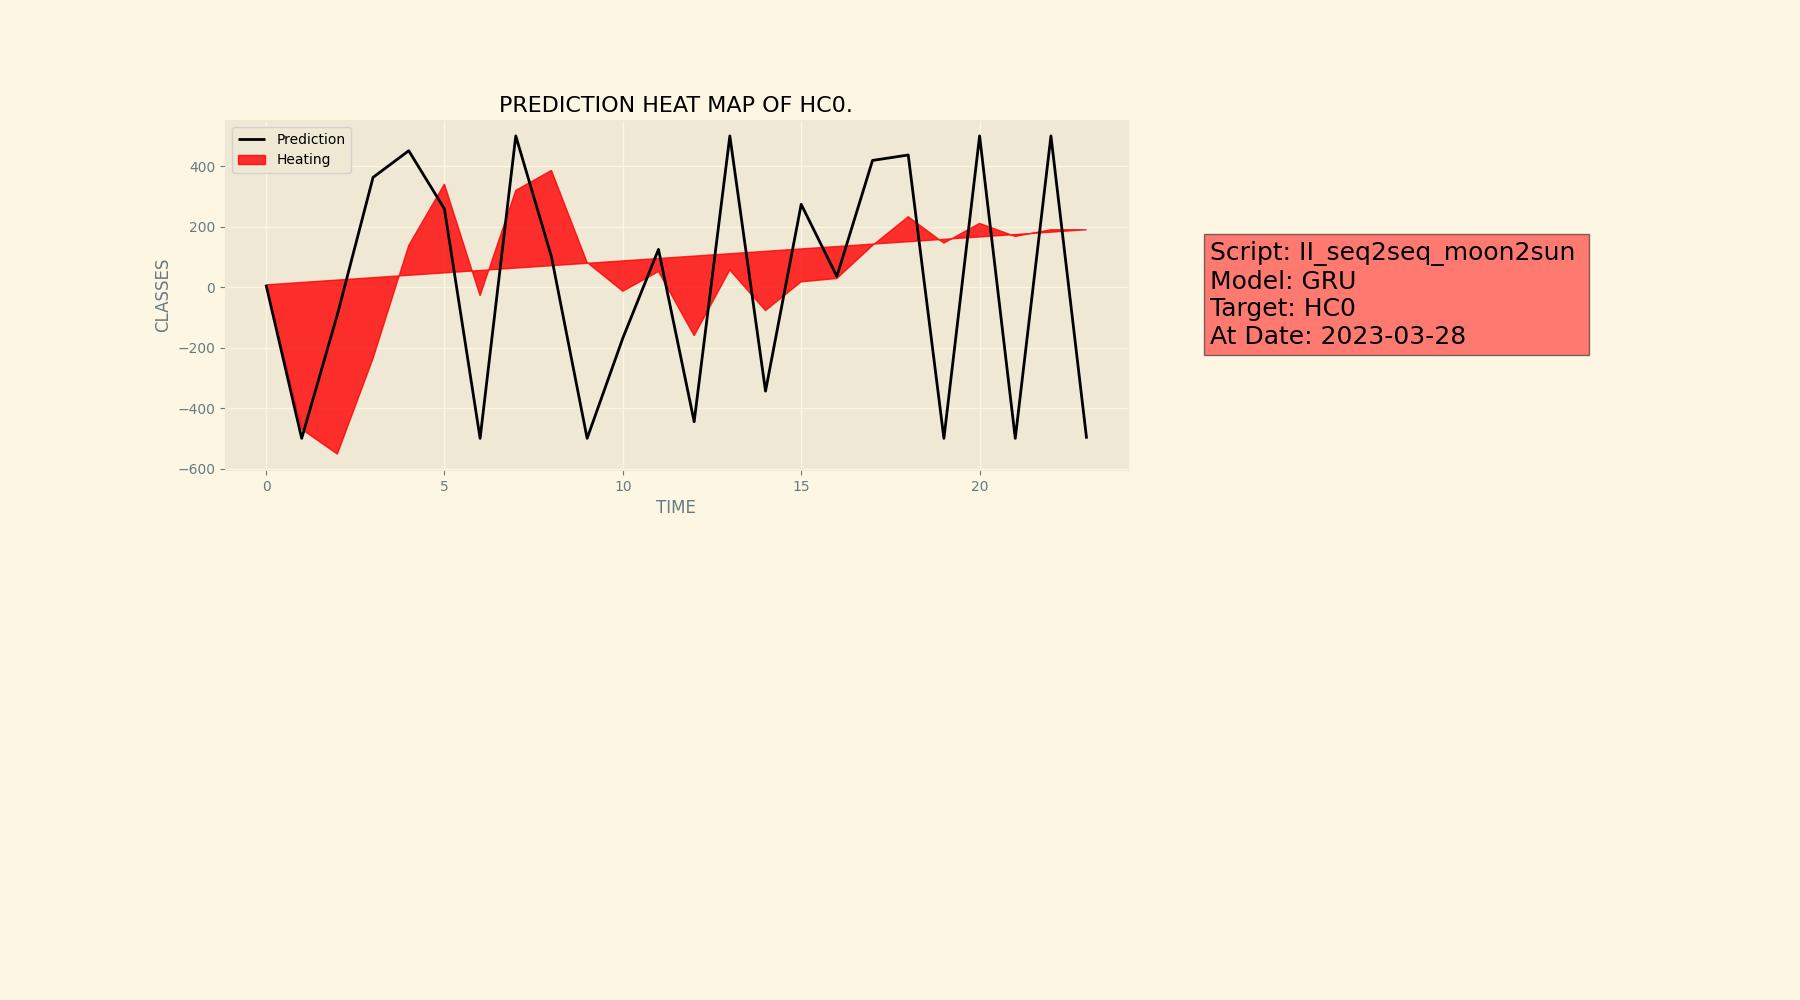 PREDICTION HEAT MAP OF HC0.
Prediction
Heating
400
200
0
−200
−400
−600
CLASSES
0 5 10 15 20
TIME
Script: II_seq2seq_moon2sun
Model: GRU
Target: HC0
At Date: 2023-03-28